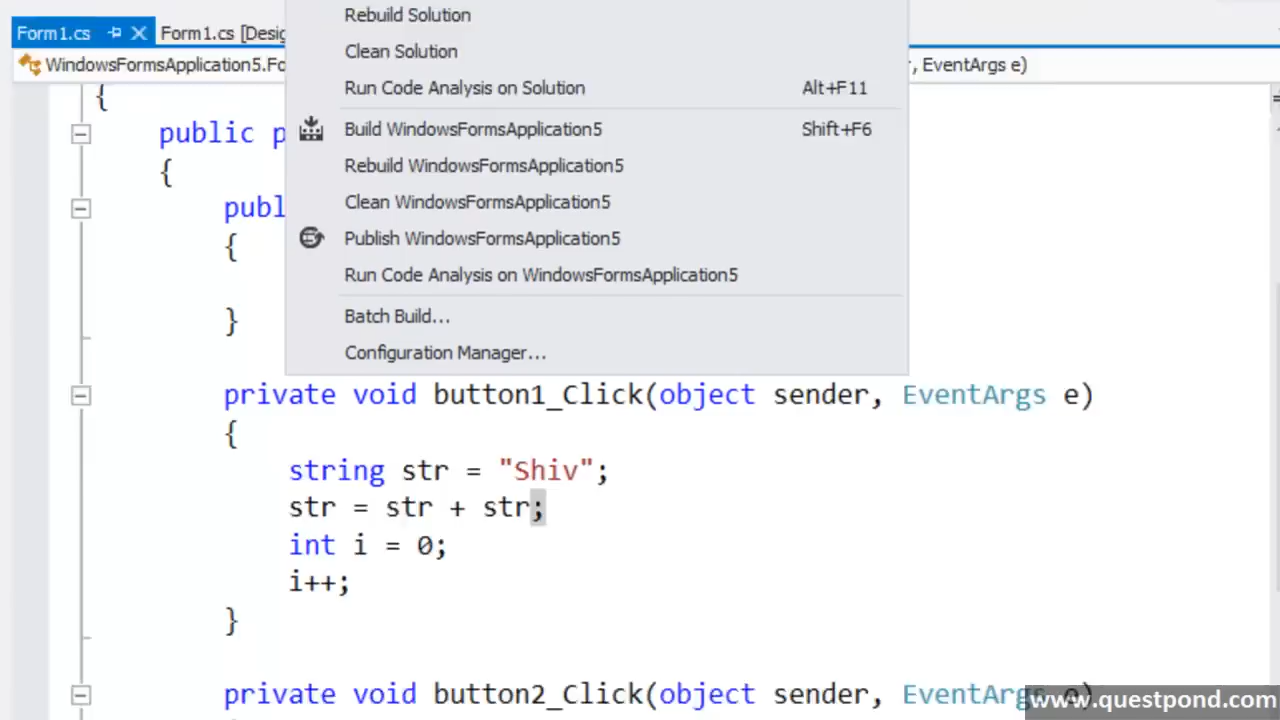 Rebuild Solution
Form1.cs Form1.cs [Desig
Clean Solution
WindowsFormsApplication5.Fo , EventArgs e)
Run Code Analysis on Solution Alt+F11
{
public p Build WindowsFormsApplication5 Shift+F6
{ Rebuild WindowsFormsApplication5
publ Clean WindowsFormsApplication5
{ Publish WindowsFormsApplication5
Run Code Analysis on WindowsFormsApplication5
} Batch Build...
Configuration Manager...
private void button1_Click(object sender, EventArgs e)
{
string str = "Shiv";
str = str + str;
int i = 0;
i++;
}
private void button2_Click(object sender, EventArgs e)
www.questpond.com